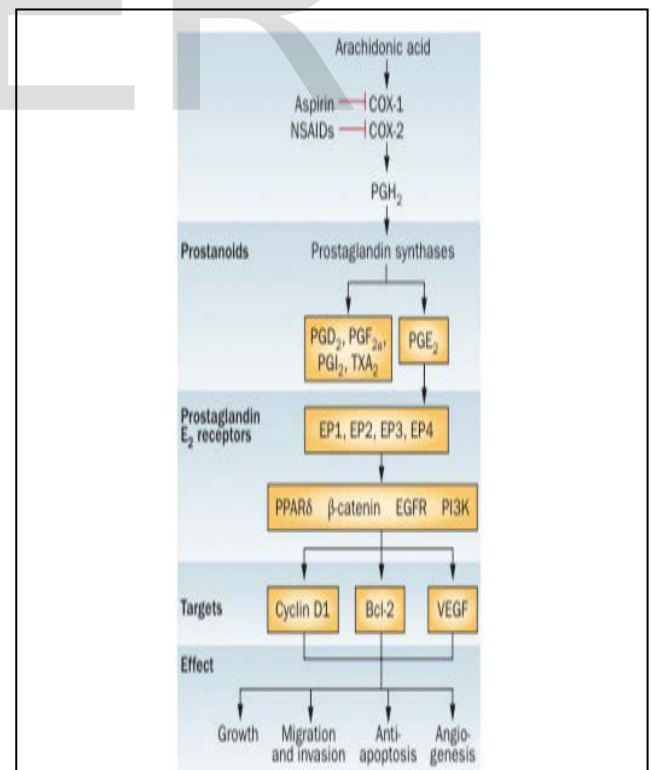 ER
Arachidonic acid
Aspirin COX-1
NSAIDs COX-2
PGH₂
Prostanoids Prostaglandin synthases
PGD₂, PGF₂α, PGE₂
PGI₂, TXA₂
Prostaglandin
E₂ receptors
EP1, EP2, EP3, EP4
PPARδ β-catenin EGFR PI3K
Targets Cyclin D1 Bcl-2 VEGF
Effect
Growth Migration Anti- Angio-
and invasion apoptosis genesis